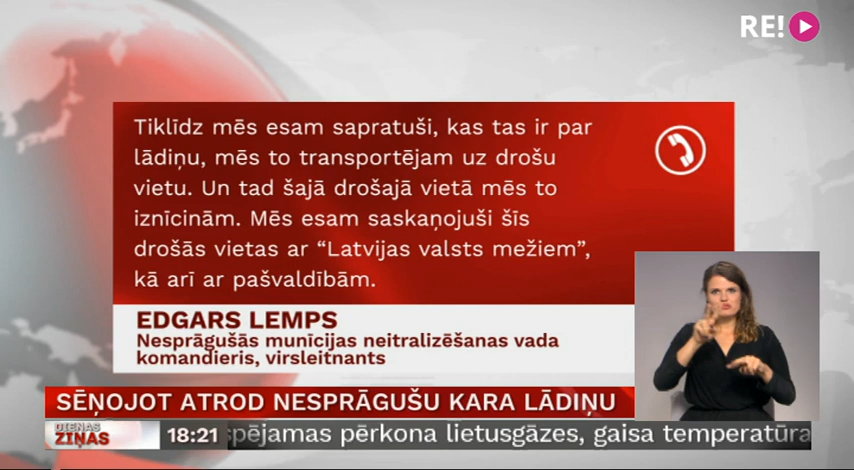 RE!
Tiklīdz mēs esam sapratuši, kas tas ir par
lādiņu, mēs to transportējam uz drošu
vietu. Un tad šajā drošajā vietā mēs to
iznīcinām. Mēs esam saskaņojuši šīs
drošās vietas ar “Latvijas valsts mežiem”,
kā arī ar pašvaldībām.
EDGARS LEMPS
Nesprāgušās munīcijas neitralizēšanas vada
komandieris, virsleitnants
SĒŅOJOT ATROD NESPRĀGUŠU KARA LĀDIŅU
DIENAS
ZIŅAS
18:21 spējamas pērkona lietusgāzes, gaisa temperatūra